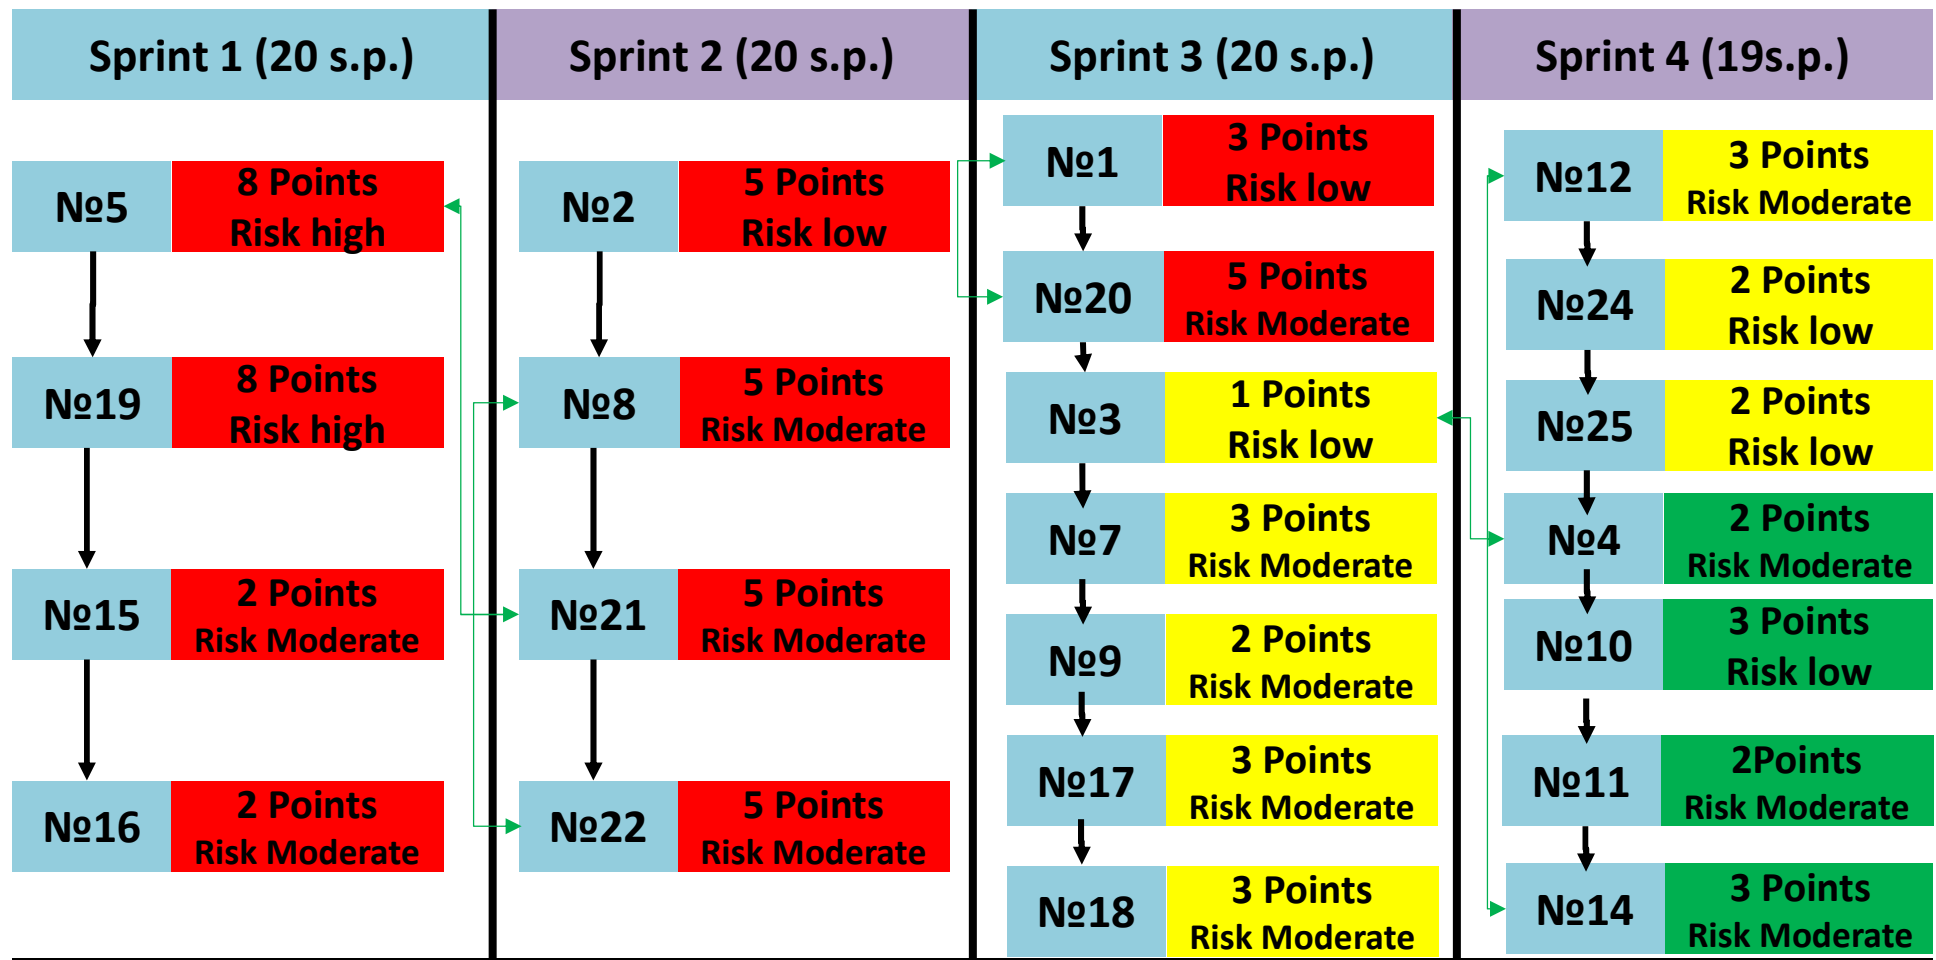 Sprint 1 (20 s.p.)
Sprint 2 (20 s.p.)
Sprint 3 (20 s.p.)
Sprint 4 (19s.p.)
№5
8 Points
Risk high
№19
8 Points
Risk high
№15
2 Points
Risk Moderate
№16
2 Points
Risk Moderate
№2
5 Points
Risk low
№8
5 Points
Risk Moderate
№21
5 Points
Risk Moderate
№22
5 Points
Risk Moderate
№1
3 Points
Risk low
№20
5 Points
Risk Moderate
№3
1 Points
Risk low
№7
3 Points
Risk Moderate
№9
2 Points
Risk Moderate
№17
3 Points
Risk Moderate
№18
3 Points
Risk Moderate
№12
3 Points
Risk Moderate
№24
2 Points
Risk low
№25
2 Points
Risk low
№4
2 Points
Risk Moderate
№10
3 Points
Risk low
№11
2Points
Risk Moderate
№14
3 Points
Risk Moderate